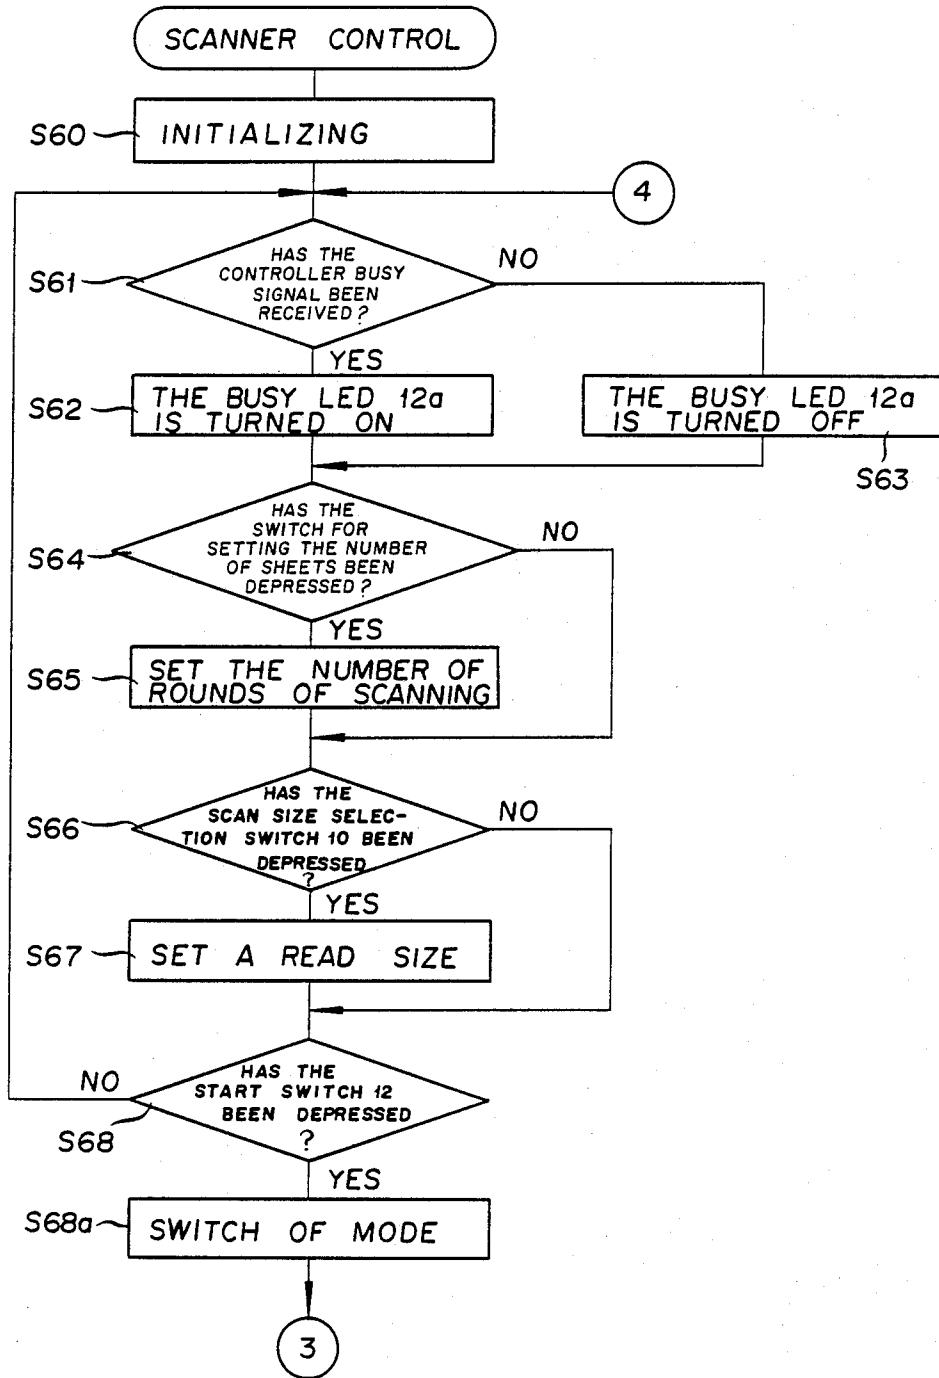 SCANNER CONTROL
S60
INITIALIZING
4
S61
HAS THE
CONTROLLER BUSY
SIGNAL BEEN
RECEIVED?
NO
YES
S62
THE BUSY LED 12a
IS TURNED ON
THE BUSY LED 12a
IS TURNED OFF
S63
S64
HAS THE
SWITCH FOR
SETTING THE NUMBER
OF SHEETS BEEN
DEPRESSED?
NO
YES
S65
SET THE NUMBER OF
ROUNDS OF SCANNING
S66
HAS THE
SCAN SIZE SELEC-
TION SWITCH 10 BEEN
DEPRESSED
?
NO
YES
S67
SET A READ SIZE
NO
HAS THE
START SWITCH 12
BEEN DEPRESSED
?
S68
YES
S68a
SWITCH OF MODE
3